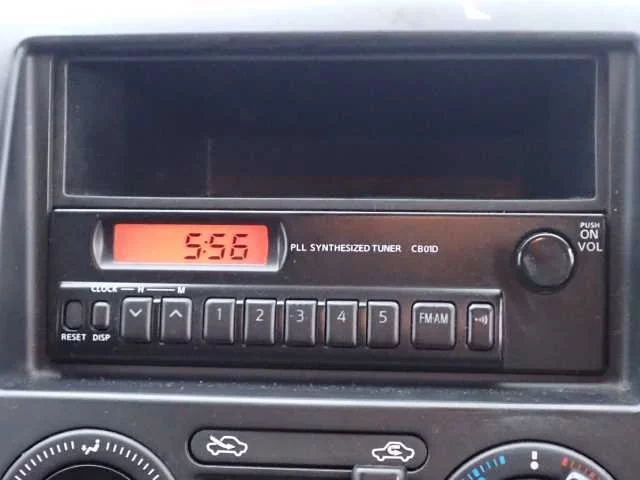 5:56
PLL SYNTHESIZED TUNER CB01D
PUSH
ON
VOL
CLOCK H M
1 2 3 4 5 FM·AM
RESET DISP